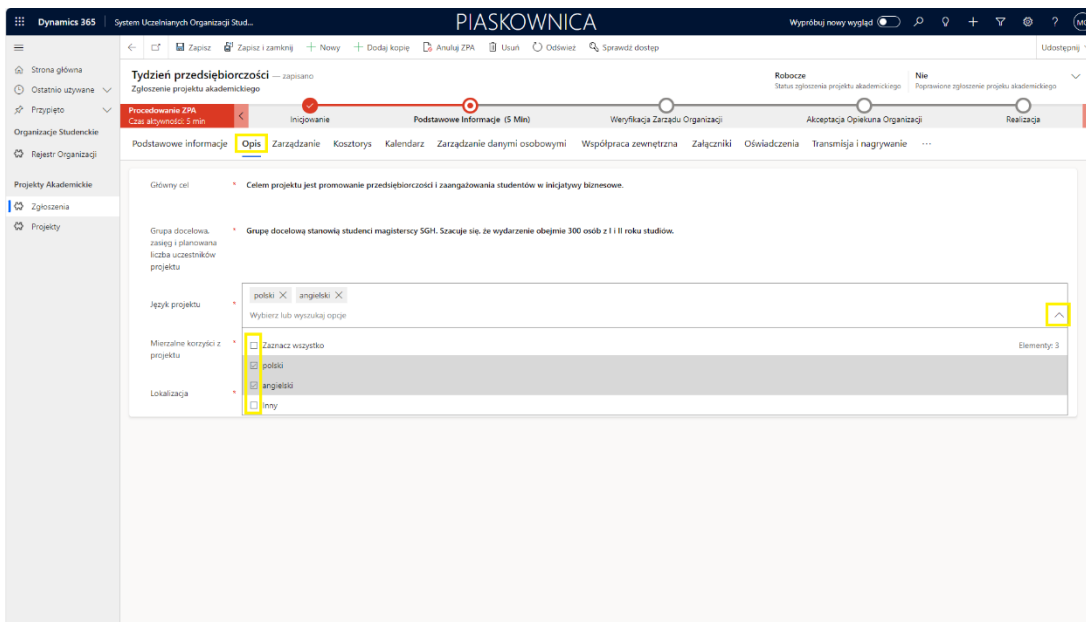 Dynamics 365 System Uczelnianych Organizacji Stud... PIASKOWNICA Wypróbuj nowy wygląd ?
Zapisz Zapisz i zamknij Nowy Dodaj kopię Anuluj ZPA Usuń Odśwież Sprawdź dostęp Udostępnij
Strona główna
Ostatnio używane
Przypięto
Organizacje Studenckie
Rejestr Organizacji
Projekty Akademickie
Zgłoszenia
Projekty
Tydzień przedsiębiorczości — zapisano
Zgłoszenie projektu akademickiego
Robocze
Status zgłoszenia projektu akademickiego
Nie
Poprawione zgłoszenie projeku akademickiego
Procedowanie ZPA
Czas aktywności: 5 min
Inicjowanie Podstawowe Informacje (5 Min) Weryfikacja Zarządu Organizacji Akceptacja Opiekuna Organizacji Realizacja
Podstawowe informacje Opis Zarządzanie Kosztorys Kalendarz Zarządzanie danymi osobowymi Współpraca zewnętrzna Załączniki Oświadczenia Transmisja i nagrywanie ...
Główny cel * Celem projektu jest promowanie przedsiębiorczości i zaangażowania studentów w inicjatywy biznesowe.
Grupa docelowa, * Grupę docelową stanowią studenci magisterscy SGH. Szacuje się, że wydarzenie obejmie 300 osób z I i II roku studiów.
zasięg i planowana
liczba uczestników
projektu
Język projektu *
polski angielski
Wybierz lub wyszukaj opcje
Mierzalne korzyści z *
projektu
Zaznacz wszystko Elementy: 3
polski
angielski
Lokalizacja *
Inny